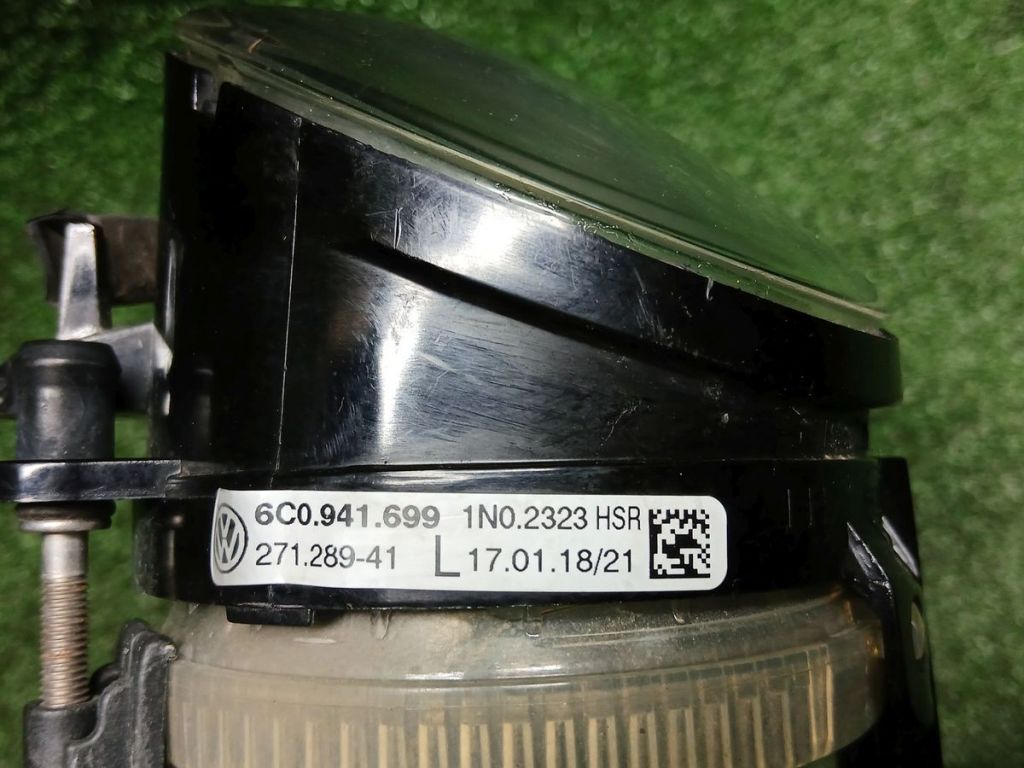 6C0.941.699 1N0.2323 HSR
271.289-41 L 17.01.18/21